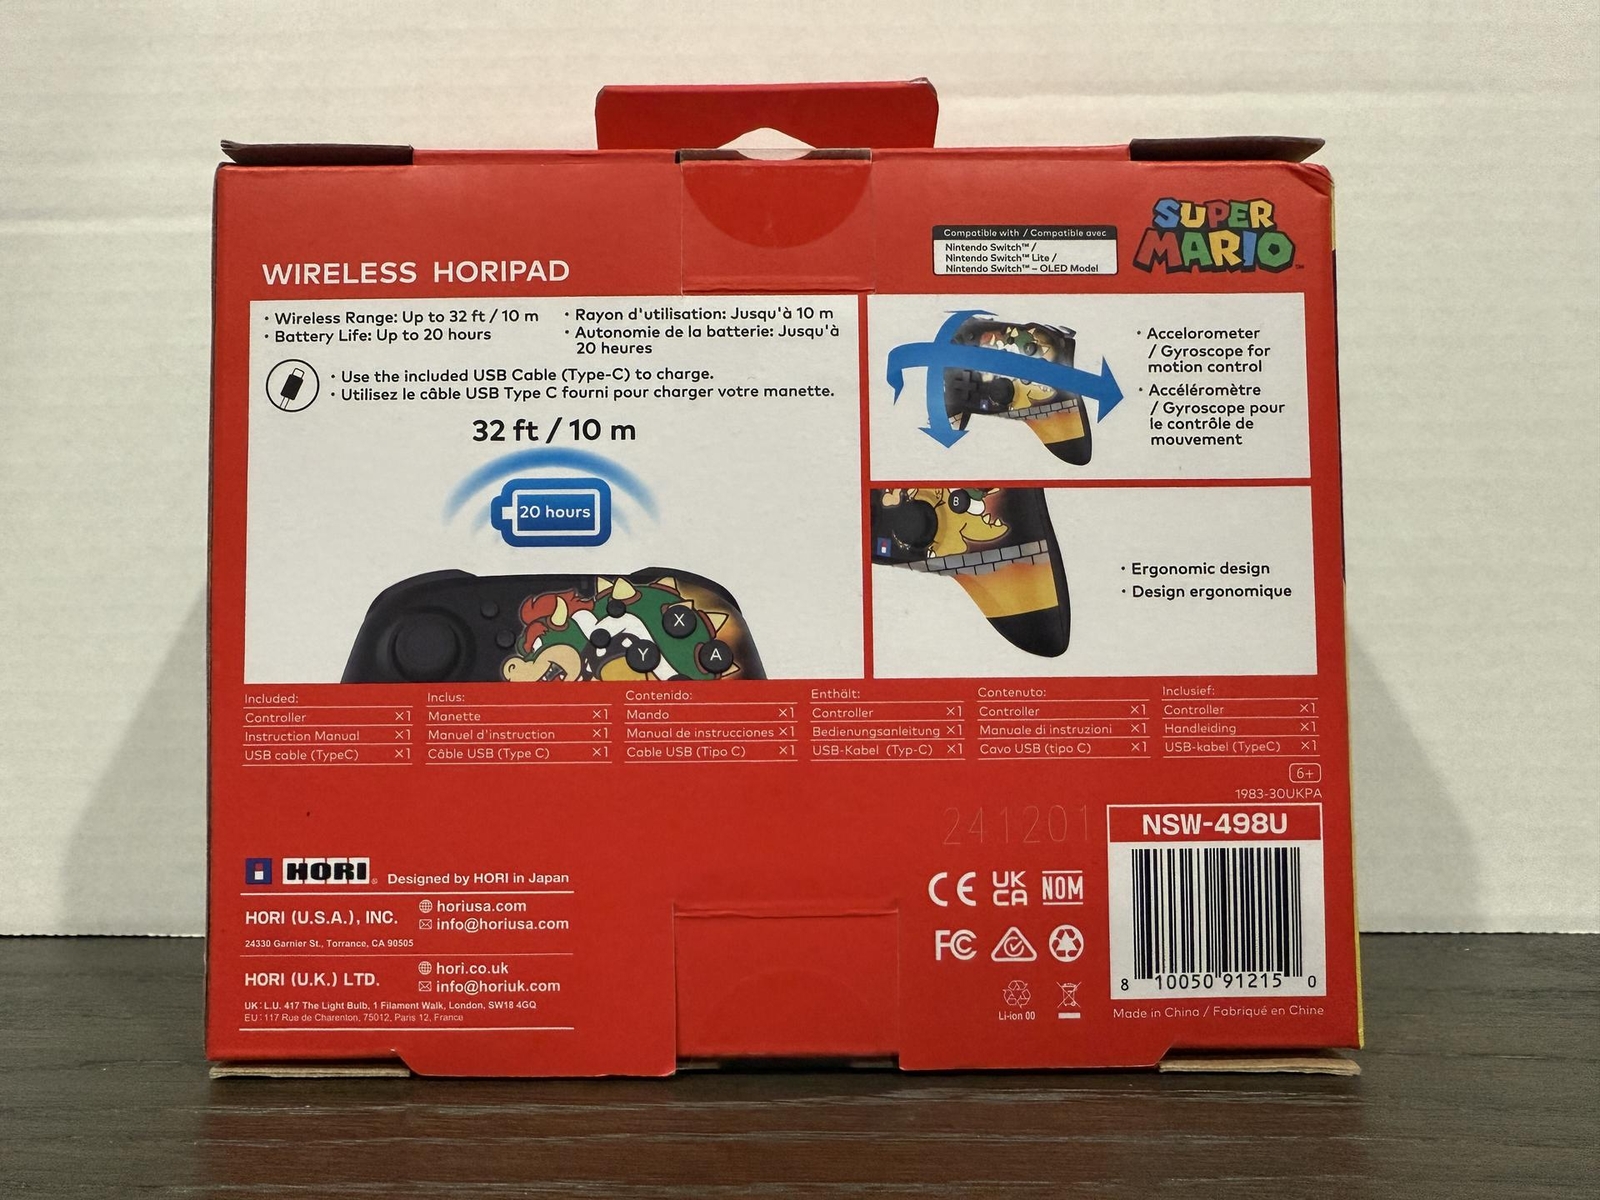 SUPER
MARIO™
Compatible with / Compatible avec
Nintendo Switch™ /
Nintendo Switch™ Lite /
Nintendo Switch™ – OLED Model
WIRELESS HORIPAD
• Wireless Range: Up to 32 ft / 10 m
• Battery Life: Up to 20 hours
• Rayon d'utilisation: Jusqu'à 10 m
• Autonomie de la batterie: Jusqu'à
20 heures
• Use the included USB Cable (Type-C) to charge.
• Utilisez le câble USB Type C fourni pour charger votre manette.
32 ft / 10 m
20 hours
X
Y
A
• Accelorometer
/ Gyroscope for
motion control
• Accéléromètre
/ Gyroscope pour
le contrôle de
mouvement
B
• Ergonomic design
• Design ergonomique
Included:
Controller ×1
Instruction Manual ×1
USB cable (TypeC) ×1
Inclus:
Manette ×1
Manuel d'instruction ×1
Câble USB (Type C) ×1
Contenido:
Mando ×1
Manual de instrucciones ×1
Cable USB (Tipo C) ×1
Enthält:
Controller ×1
Bedienungsanleitung ×1
USB-Kabel (Typ-C) ×1
Contenuto:
Controller ×1
Manuale di instruzioni ×1
Cavo USB (tipo C) ×1
Inclusief:
Controller ×1
Handleiding ×1
USB-kabel (TypeC) ×1
6+
1983-30UKPA
241201
NSW-498U
HORI® Designed by HORI in Japan
HORI (U.S.A.), INC.
horiusa.com
info@horiusa.com
24330 Garnier St., Torrance, CA 90505
HORI (U.K.) LTD.
hori.co.uk
info@horiuk.com
UK: L.U. 417 The Light Bulb, 1 Filament Walk, London, SW18 4GQ
EU: 117 Rue de Charenton, 75012, Paris 12, France
CE UK CA NOM
FC
Li-ion 00
8 10050 91215 0
Made in China / Fabriqué en Chine